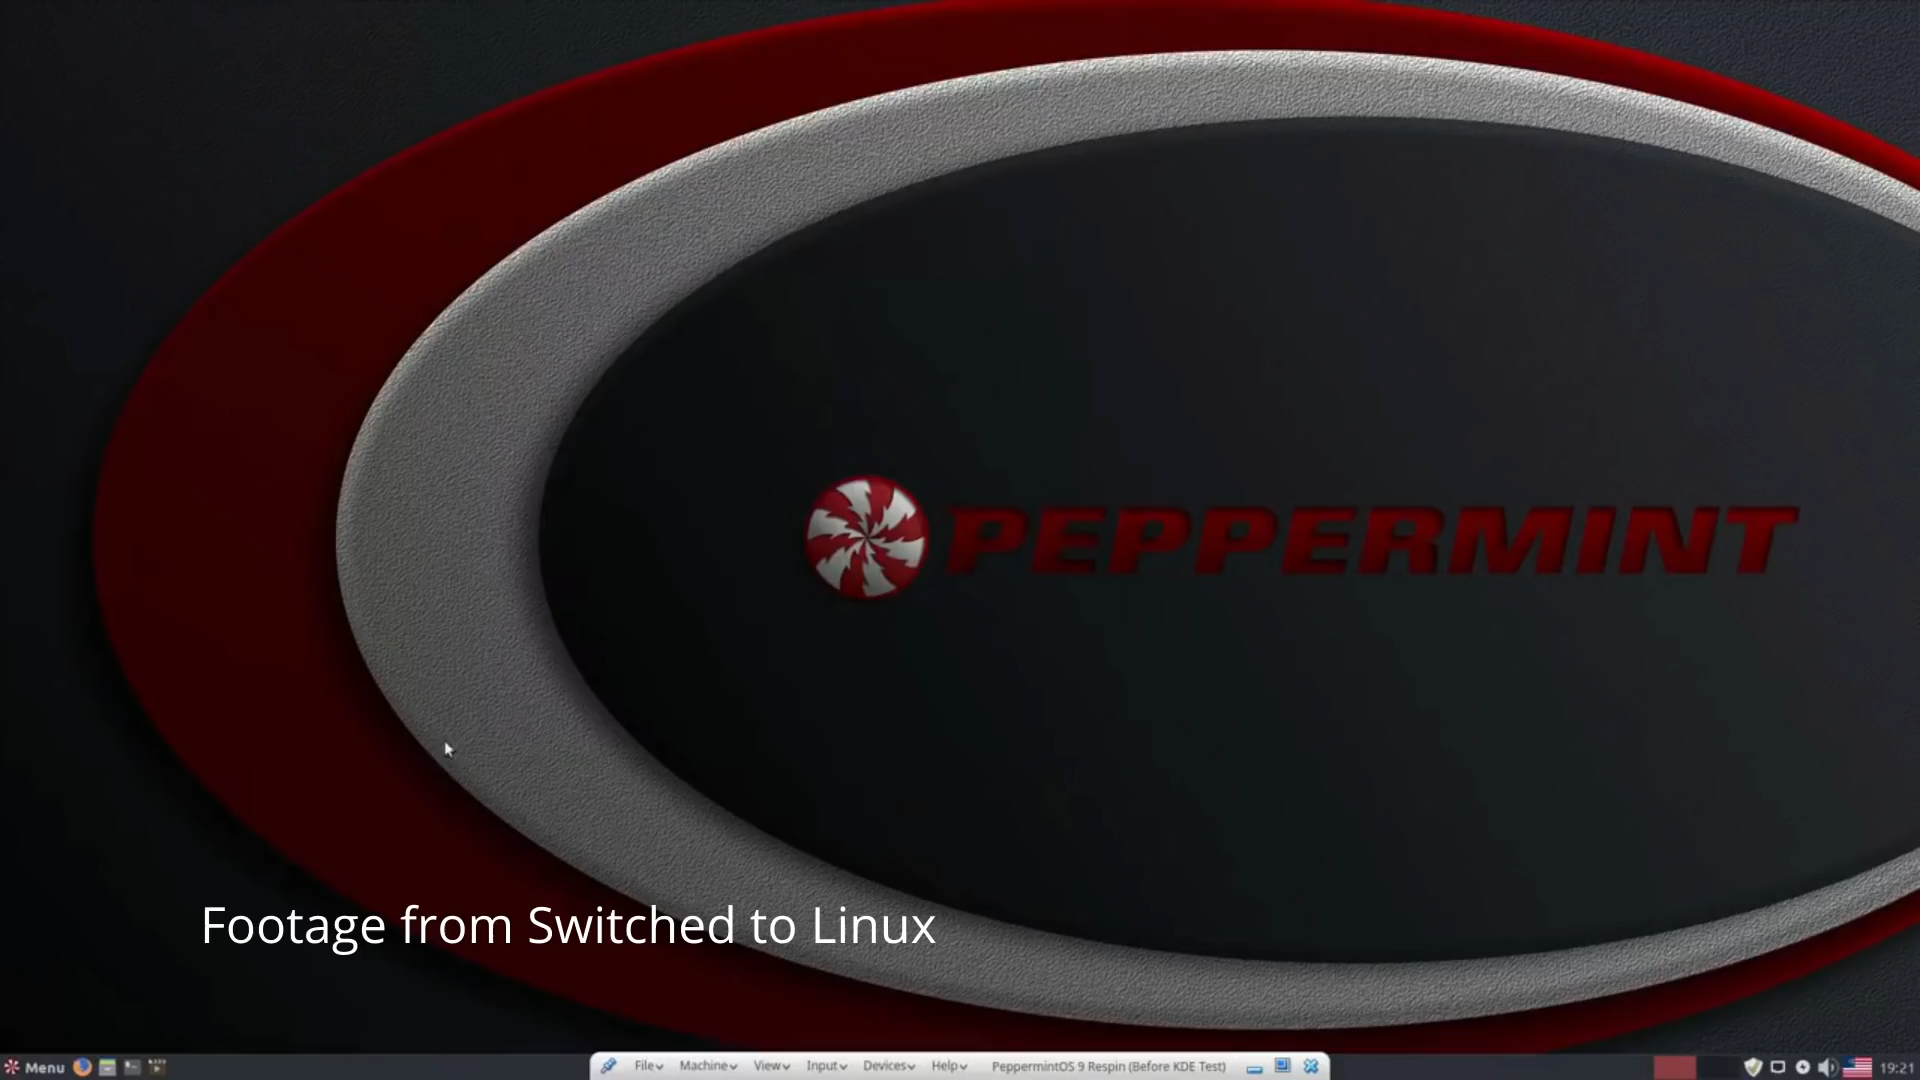 PEPPERMINT
Footage from Switched to Linux
Menu
File
Machine
View
Input
Devices
Help
PeppermintOS 9 Respin (Before KDE Test)
19:21